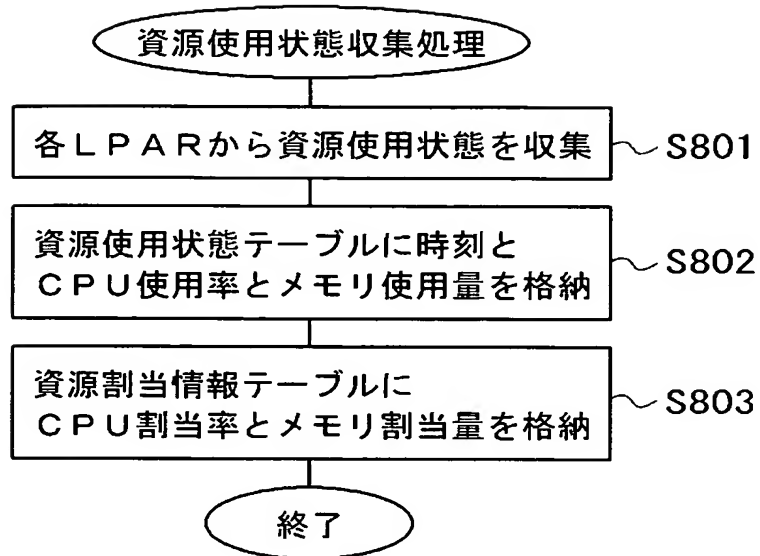 資源使用状態収集処理
各LPARから資源使用状態を収集
S801
資源使用状態テーブルに時刻と
CPU使用率とメモリ使用量を格納
S802
資源割当情報テーブルに
CPU割当率とメモリ割当量を格納
S803
終了